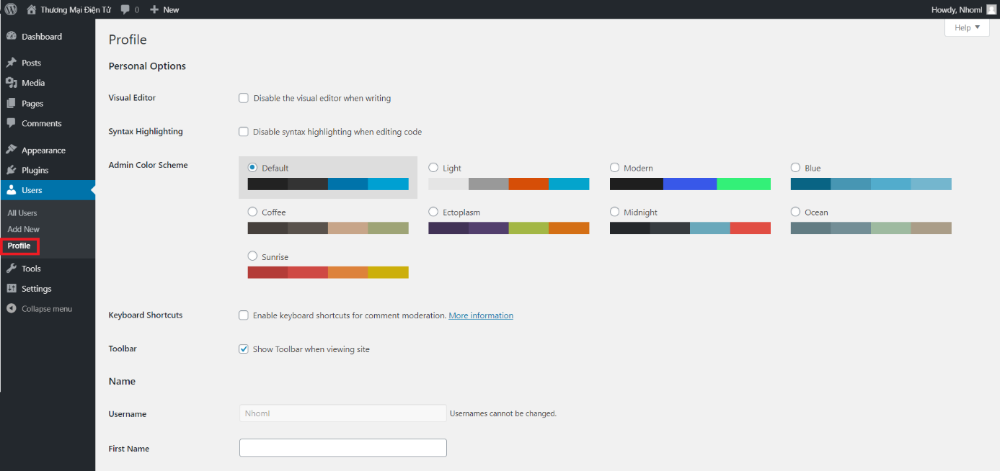 Thương Mại Điện Tử 0 New Howdy, Nhoml
Help
Dashboard
Posts
Media
Pages
Comments
Appearance
Plugins
Users
All Users
Add New
Profile
Tools
Settings
Collapse menu
Profile
Personal Options
Visual Editor Disable the visual editor when writing
Syntax Highlighting Disable syntax highlighting when editing code
Admin Color Scheme
Default Light Modern Blue
Coffee Ectoplasm Midnight Ocean
Sunrise
Keyboard Shortcuts Enable keyboard shortcuts for comment moderation. More information
Toolbar Show Toolbar when viewing site
Name
Username Nhoml Usernames cannot be changed.
First Name